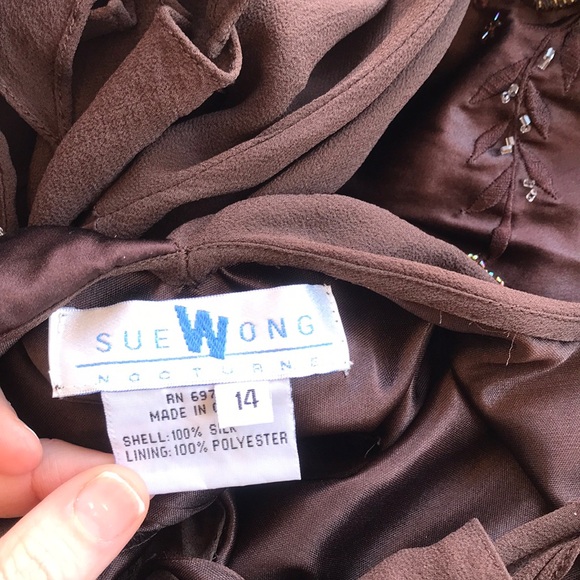 SUE WONG
NOCTURNE
14
RN 697
MADE IN
SHELL: 100% SILK
LINING: 100% POLYESTER